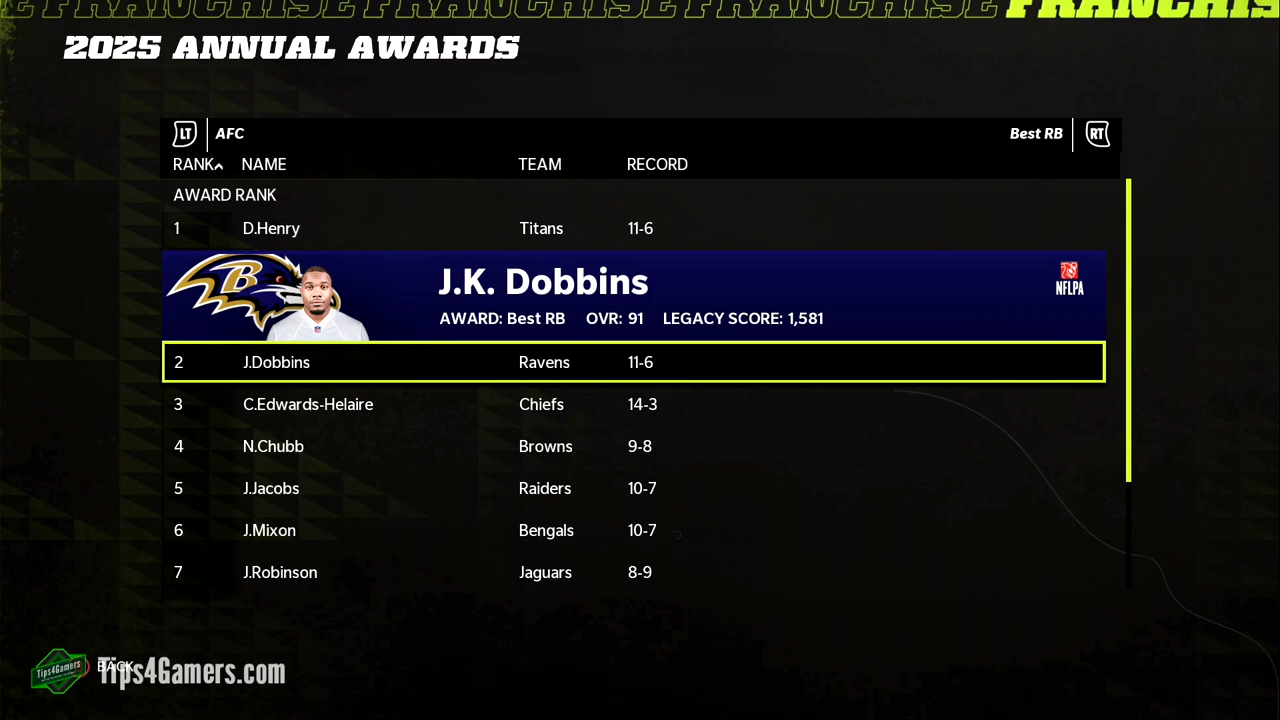 FRANCHISE FRANCHISE FRANCHISE FRANCHIS
2025 ANNUAL AWARDS
LT AFC Best RB RT
RANK NAME TEAM RECORD
AWARD RANK
1 D.Henry Titans 11-6
B
J.K. Dobbins
NFLPA
AWARD: Best RB OVR: 91 LEGACY SCORE: 1,581
2 J.Dobbins Ravens 11-6
3 C.Edwards-Helaire Chiefs 14-3
4 N.Chubb Browns 9-8
5 J.Jacobs Raiders 10-7
6 J.Mixon Bengals 10-7
7 J.Robinson Jaguars 8-9
Tips4Gamers BACK Tips4Gamers.com